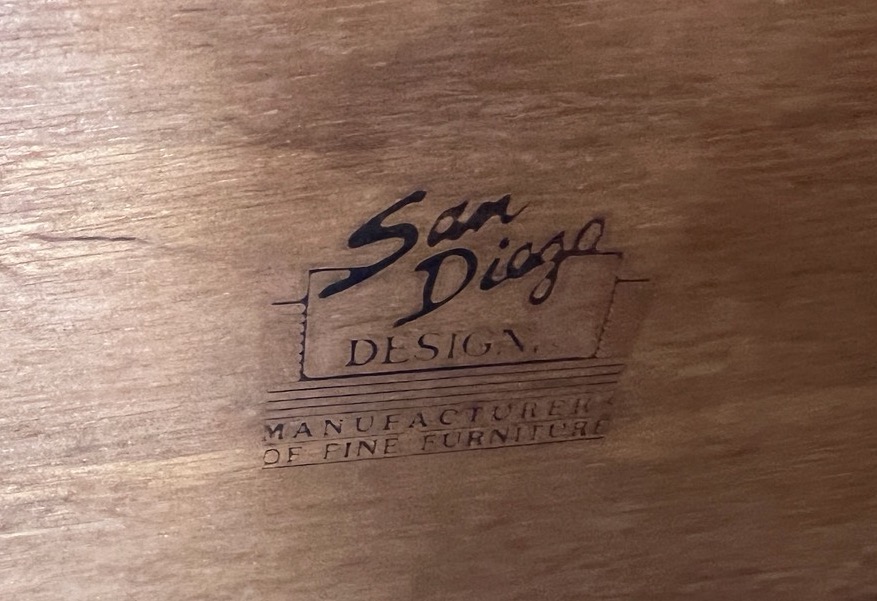 San
Diego
DESIGN
MANUFACTURERS
OF FINE FURNITURE